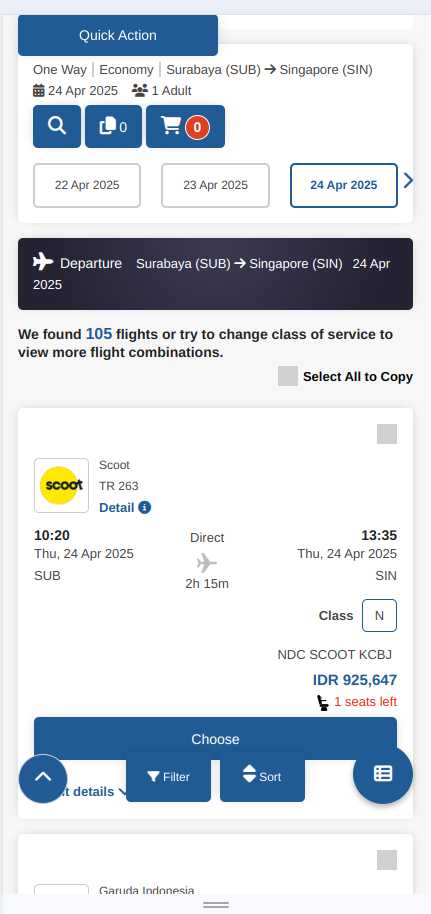 Quick Action
One Way | Economy | Surabaya (SUB) → Singapore (SIN)
24 Apr 2025 1 Adult
0 0
22 Apr 2025 23 Apr 2025 24 Apr 2025
Departure Surabaya (SUB) → Singapore (SIN) 24 Apr
2025
We found 105 flights or try to change class of service to
view more flight combinations.
Select All to Copy
Scoot
scoot
TR 263
Detail
10:20 Direct 13:35
Thu, 24 Apr 2025 Thu, 24 Apr 2025
SUB 2h 15m SIN
Class N
NDC SCOOT KCBJ
IDR 925,647
1 seats left
Choose
Filter Sort
details
Garuda Indonesia